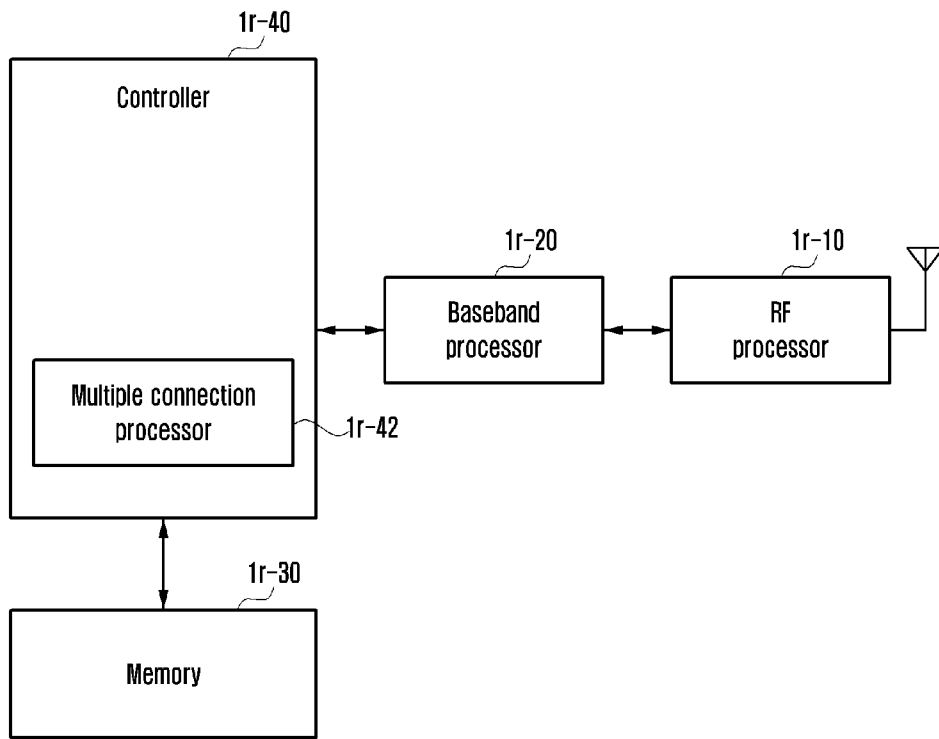 1r-40
Controller
1r-20
1r-10
Baseband
processor
RF
processor
Multiple connection
processor
1r-42
1r-30
Memory